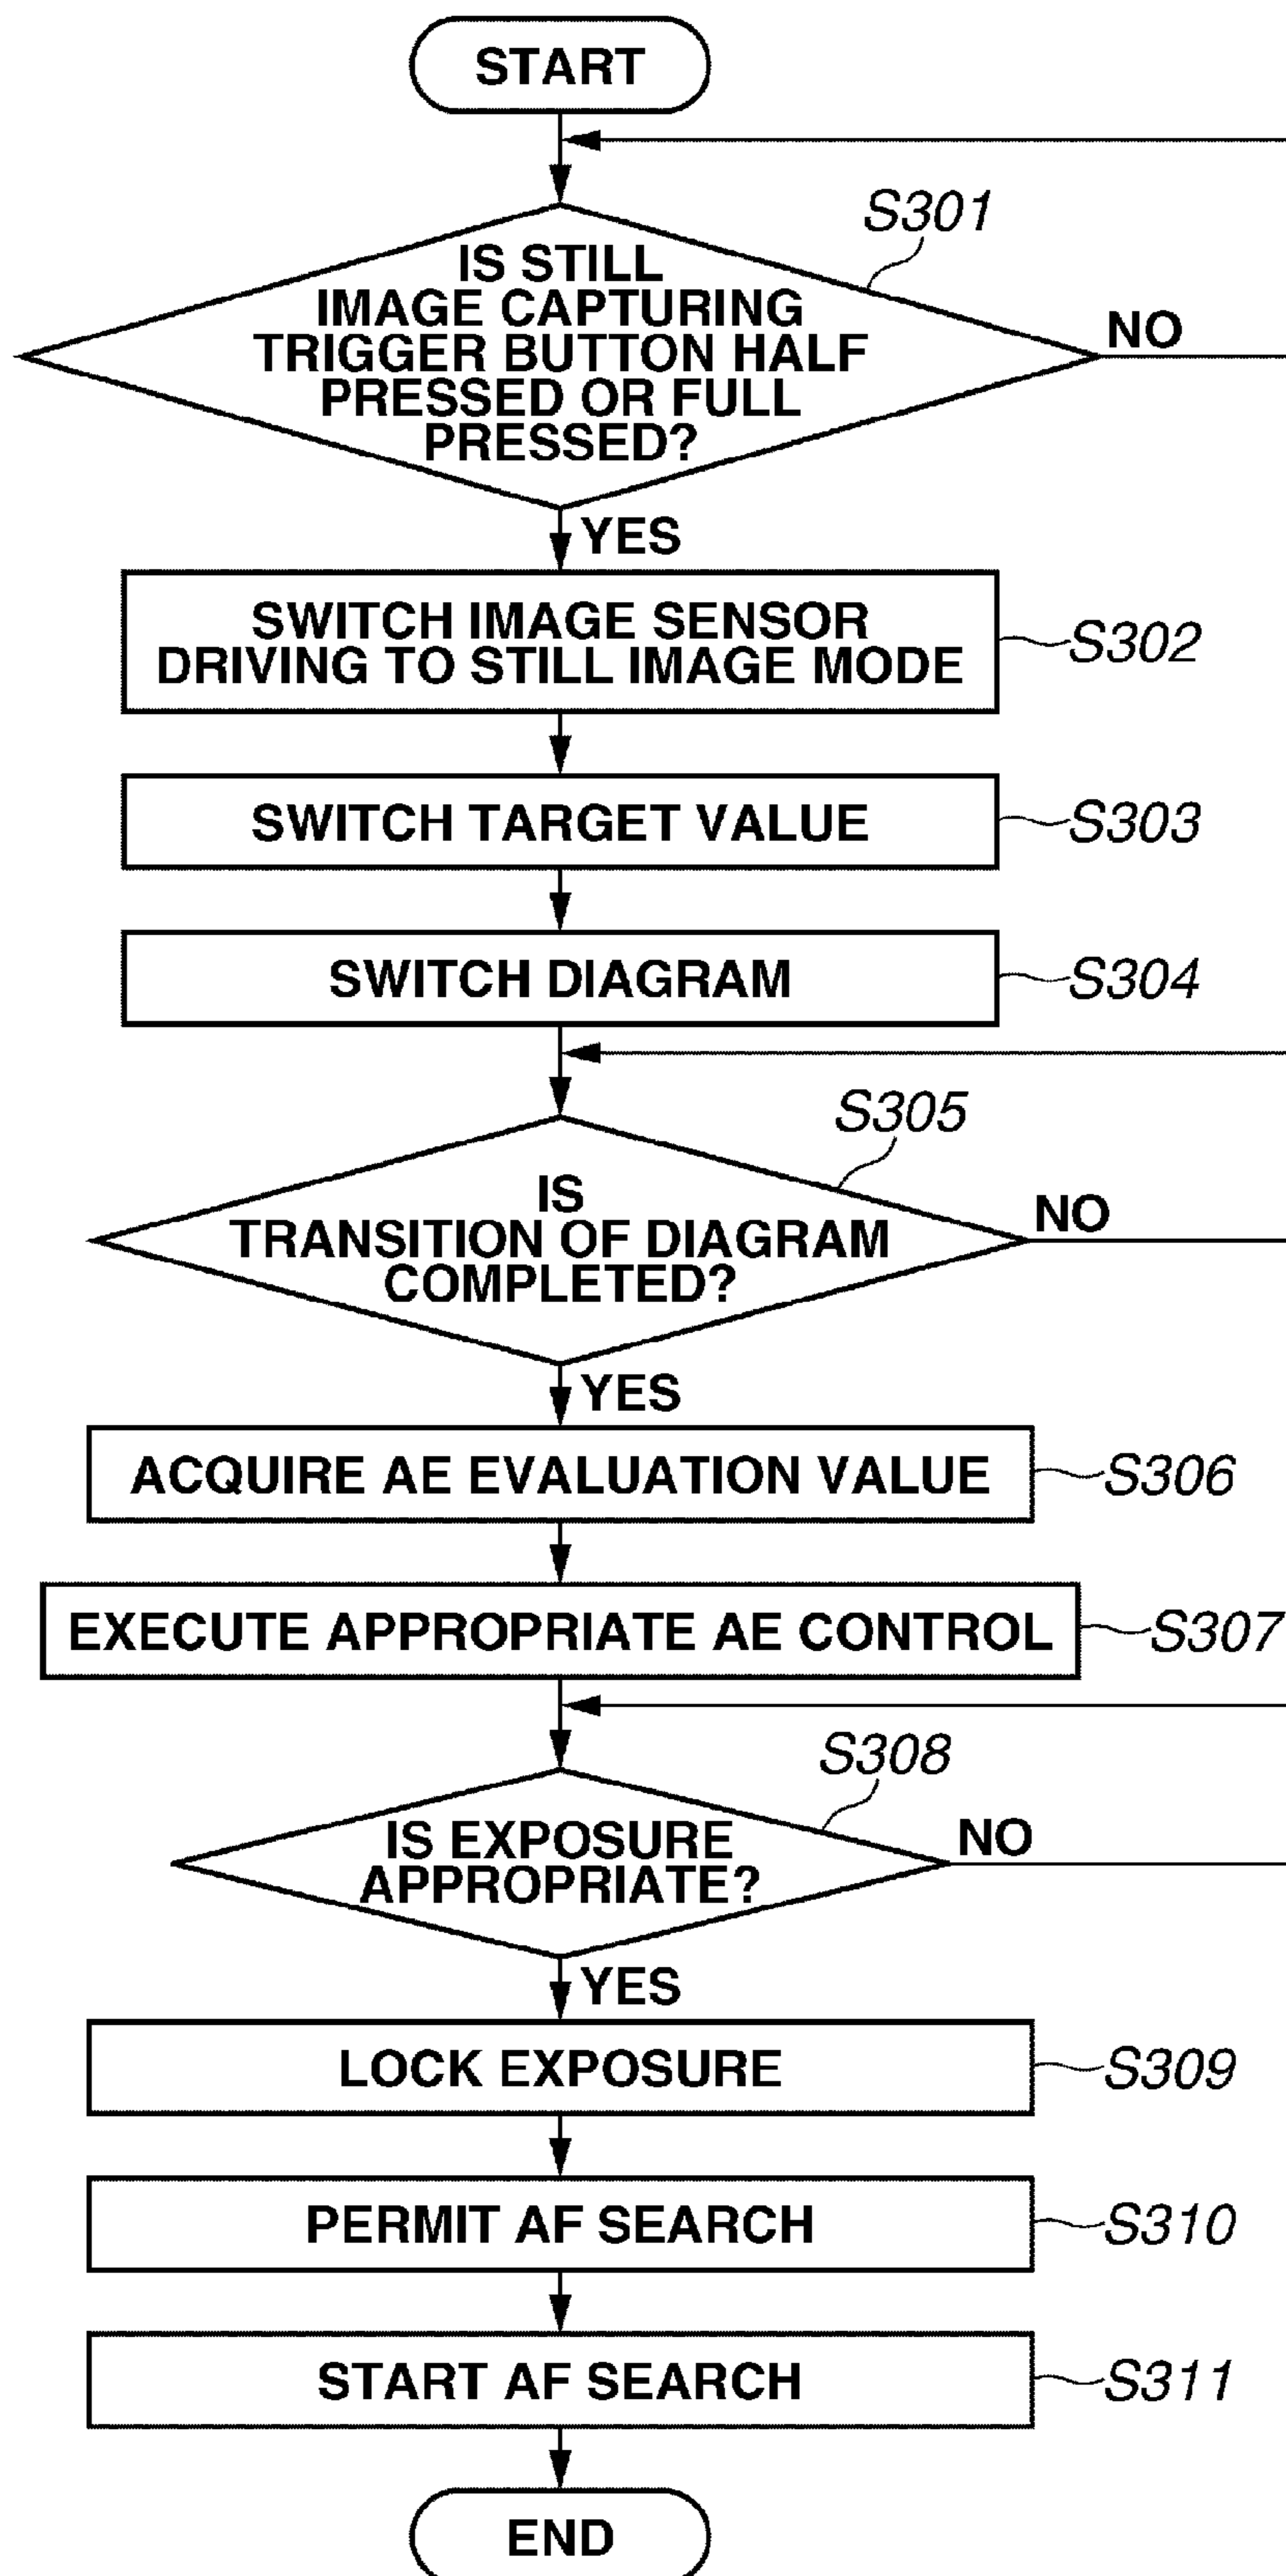 START
S301
IS STILL
IMAGE CAPTURING
TRIGGER BUTTON HALF
PRESSED OR FULL
PRESSED?
NO
YES
SWITCH IMAGE SENSOR
DRIVING TO STILL IMAGE MODE
S302
SWITCH TARGET VALUE
S303
SWITCH DIAGRAM
S304
S305
IS
TRANSITION OF DIAGRAM
COMPLETED?
NO
YES
ACQUIRE AE EVALUATION VALUE
S306
EXECUTE APPROPRIATE AE CONTROL
S307
S308
IS EXPOSURE
APPROPRIATE?
NO
YES
LOCK EXPOSURE
S309
PERMIT AF SEARCH
S310
START AF SEARCH
S311
END